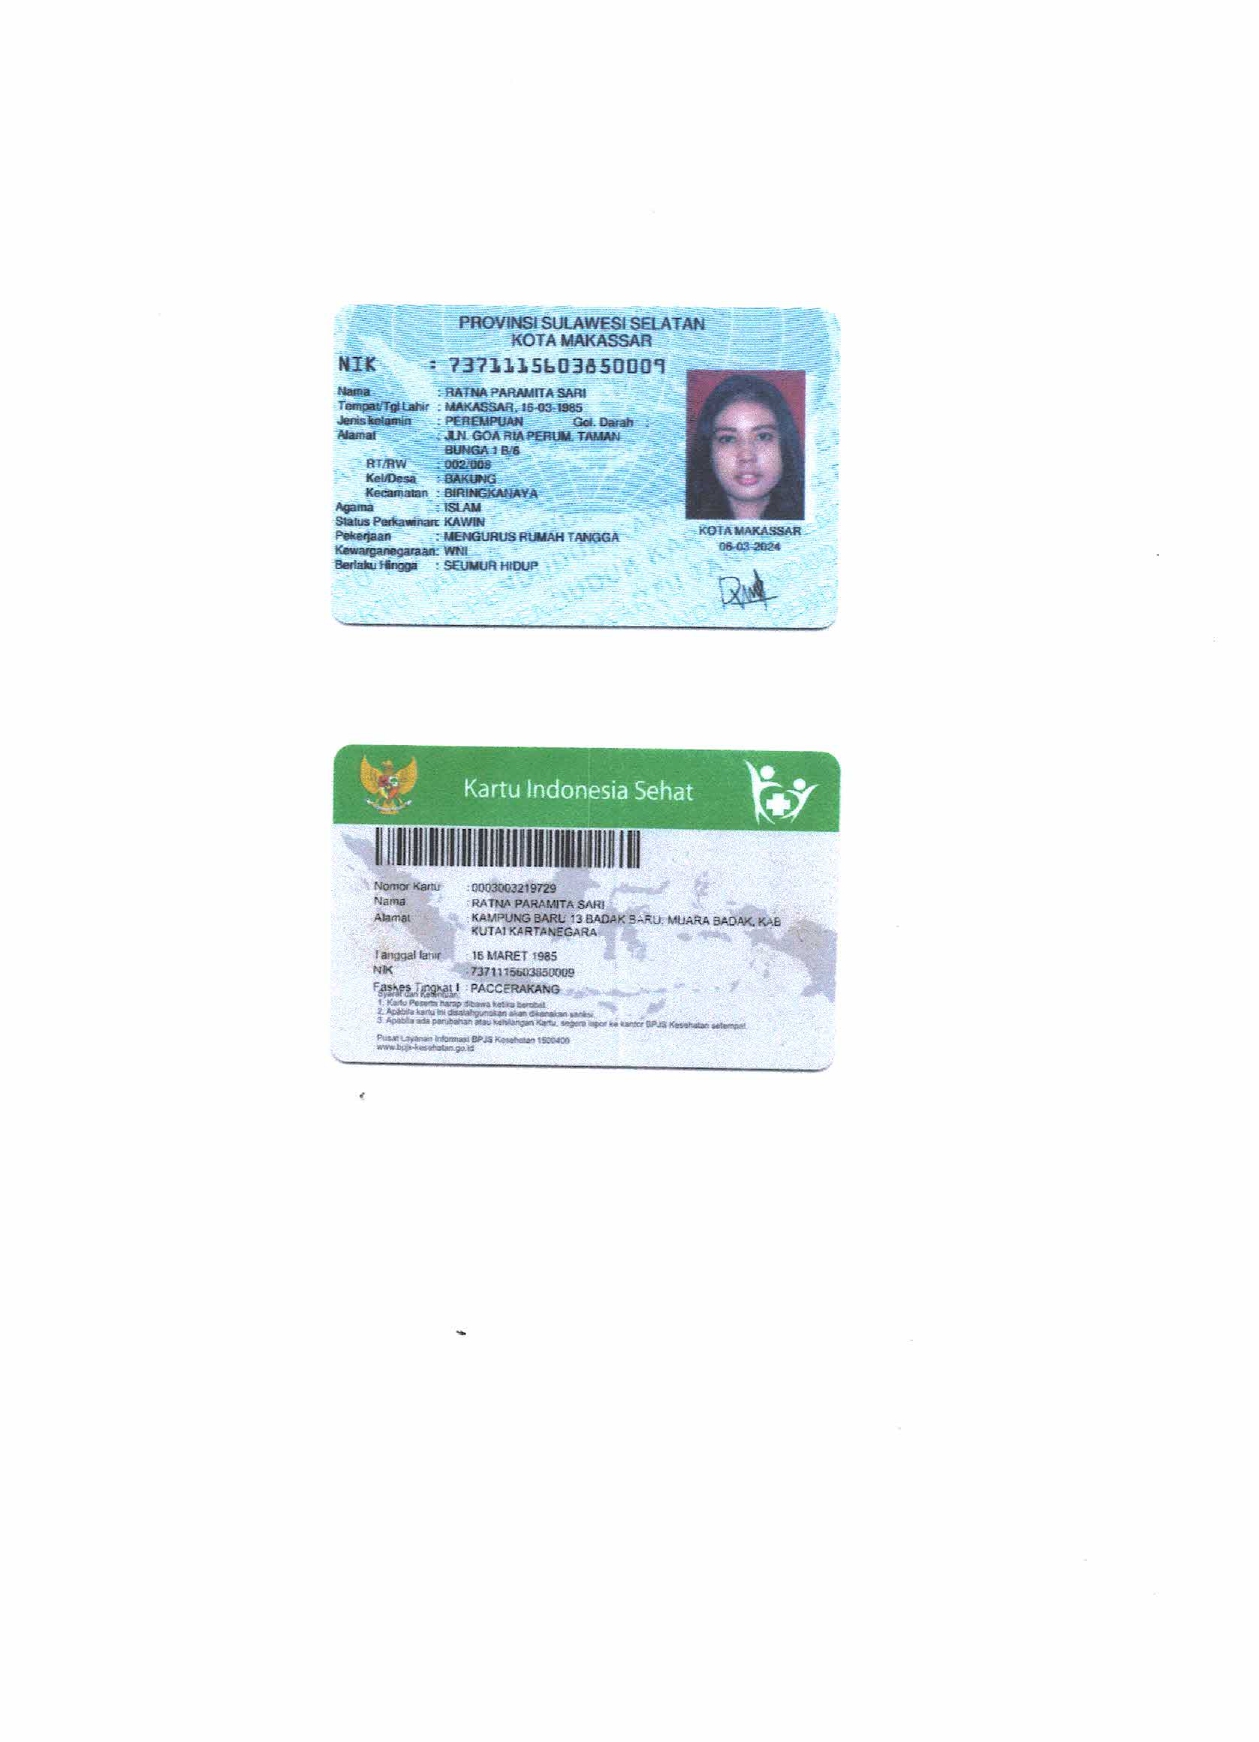 PROVINSI SULAWESI SELATAN
KOTA MAKASSAR
NIK : 7371115603850009
Nama : RATNA PARAMITA SARI
Tempat/Tgl Lahir : MAKASSAR, 16-03-1985
Jenis kelamin : PEREMPUAN Gol. Darah :
Alamat : JLN. GOA RIA PERUM. TAMAN
BUNGA 1 B/6
RT/RW : 002/008
Kel/Desa : BAKUNG
Kecamatan : BIRINGKANAYA
Agama : ISLAM
Status Perkawinan: KAWIN
Pekerjaan : MENGURUS RUMAH TANGGA
Kewarganegaraan: WNI
Berlaku Hingga : SEUMUR HIDUP
KOTA MAKASSAR
06-03-2024
Kartu Indonesia Sehat
Nomor Kartu : 0003003219729
Nama : RATNA PARAMITA SARI
Alamat : KAMPUNG BARU 13 BADAK BARU, MUARA BADAK, KAB
KUTAI KARTANEGARA
Tanggal lahir : 16 MARET 1985
NIK : 7371115603850009
Faskes Tingkat I : PACCERAKANG
Syarat dan Ketentuan:
1. Kartu Peserta harap dibawa ketika berobat
2. Apabila kartu ini disalahgunakan akan dikenakan sanksi.
3. Apabila ada perubahan atau kehilangan Kartu, segera lapor ke kantor BPJS Kesehatan setempat
Pusat Layanan Informasi BPJS Kesehatan 1500400
www.bpjs-kesehatan.go.id